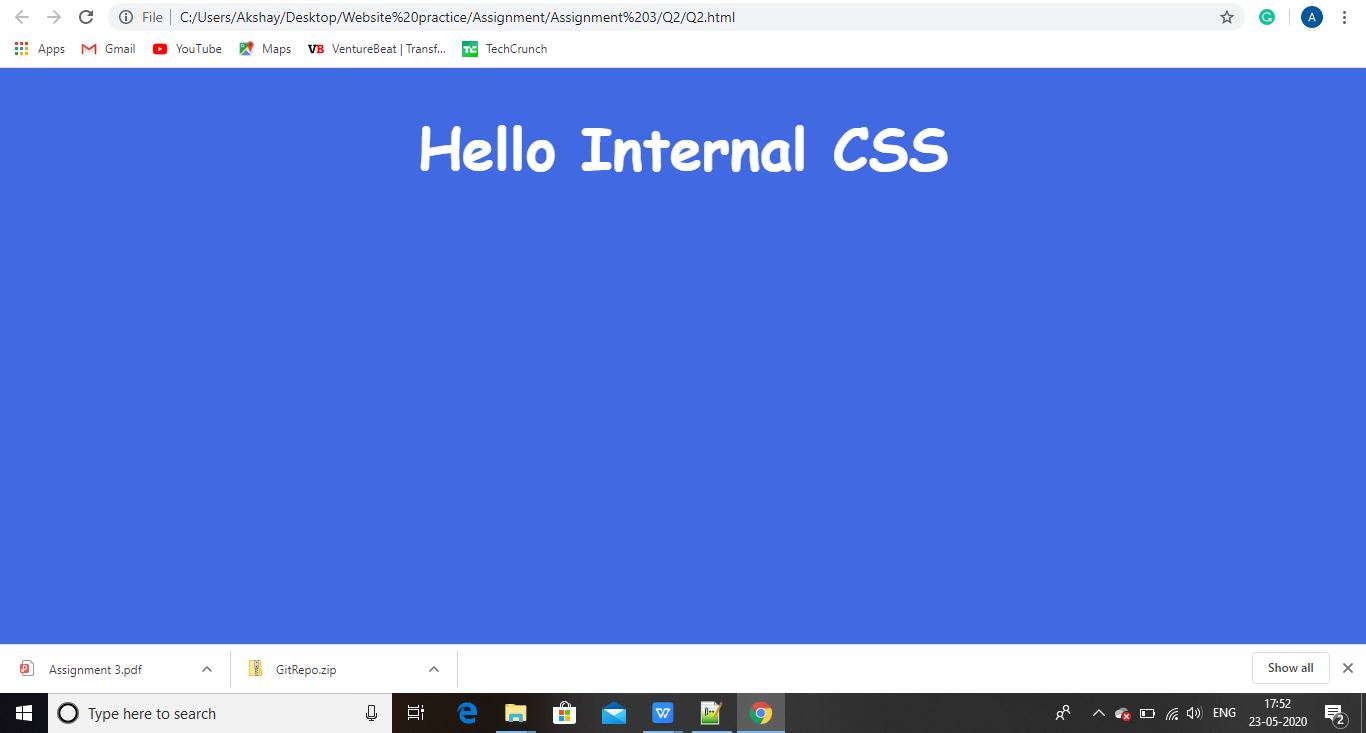 File | C:/Users/Akshay/Desktop/Website%20practice/Assignment/Assignment%203/Q2/Q2.html
A
Apps Gmail YouTube Maps VB VentureBeat | Transf... TC TechCrunch
Hello Internal CSS
Assignment 3.pdf GitRepo.zip Show all
Type here to search
ENG
17:52
23-05-2020
2